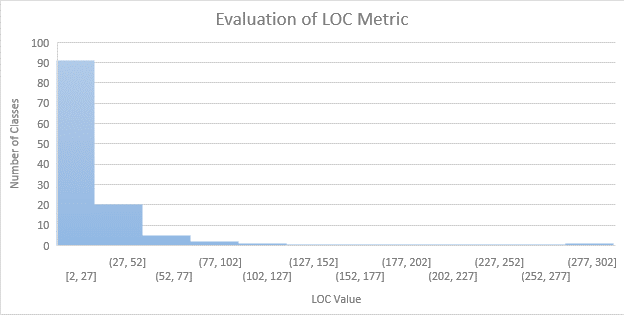 Evaluation of LOC Metric
100
90
80
70
60
50
40
30
20
10
0
Number of Classes
(27, 52] (77, 102] (127, 152] (177, 202] (227, 252] (277, 302]
[2, 27] (52, 77] (102, 127] (152, 177] (202, 227] (252, 277]
LOC Value